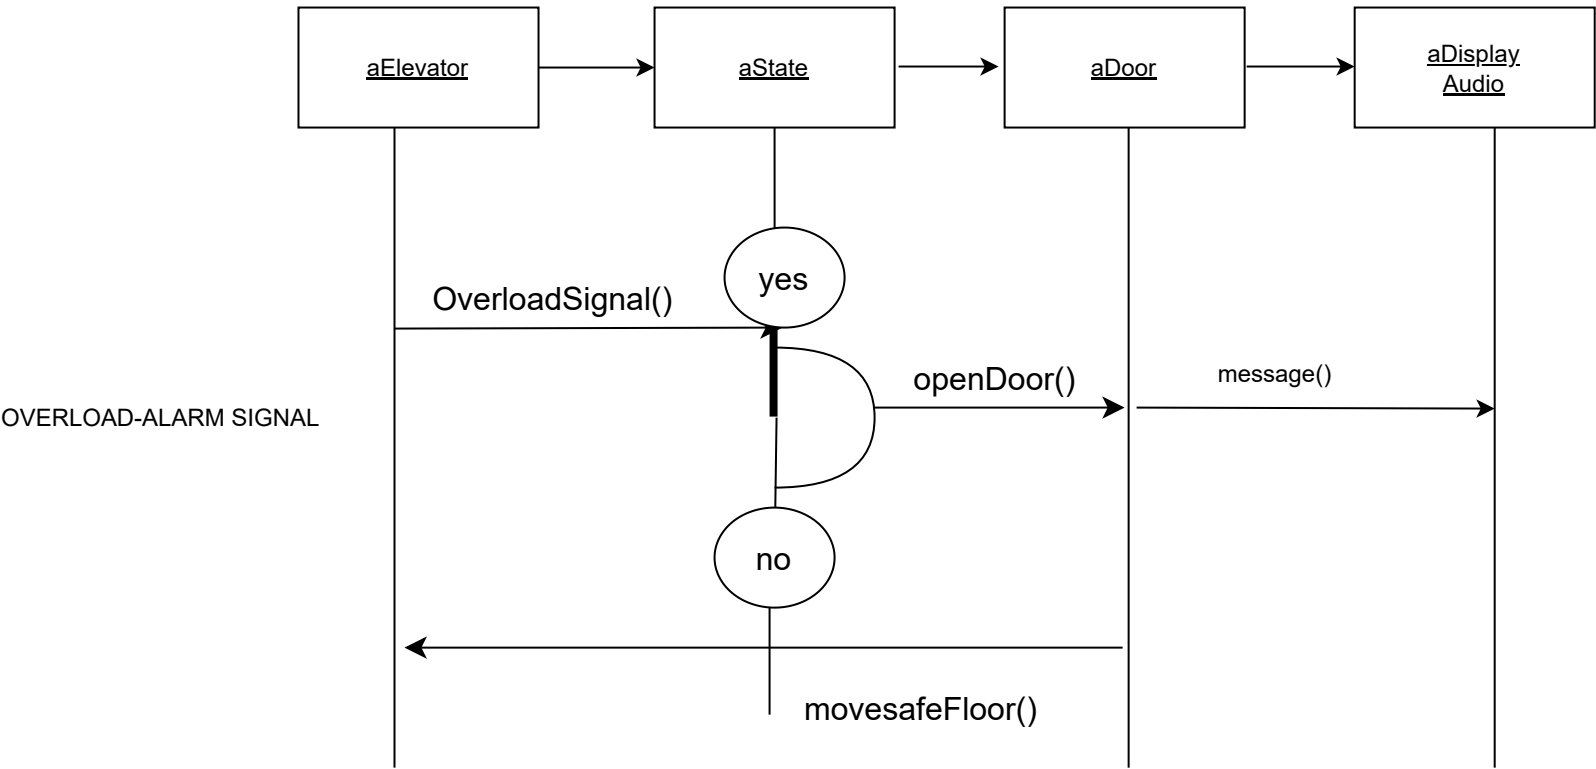 aElevator
aState
aDoor
aDisplay
Audio
yes
OverloadSignal()
openDoor()
message()
OVERLOAD-ALARM SIGNAL
no
movesafeFloor()